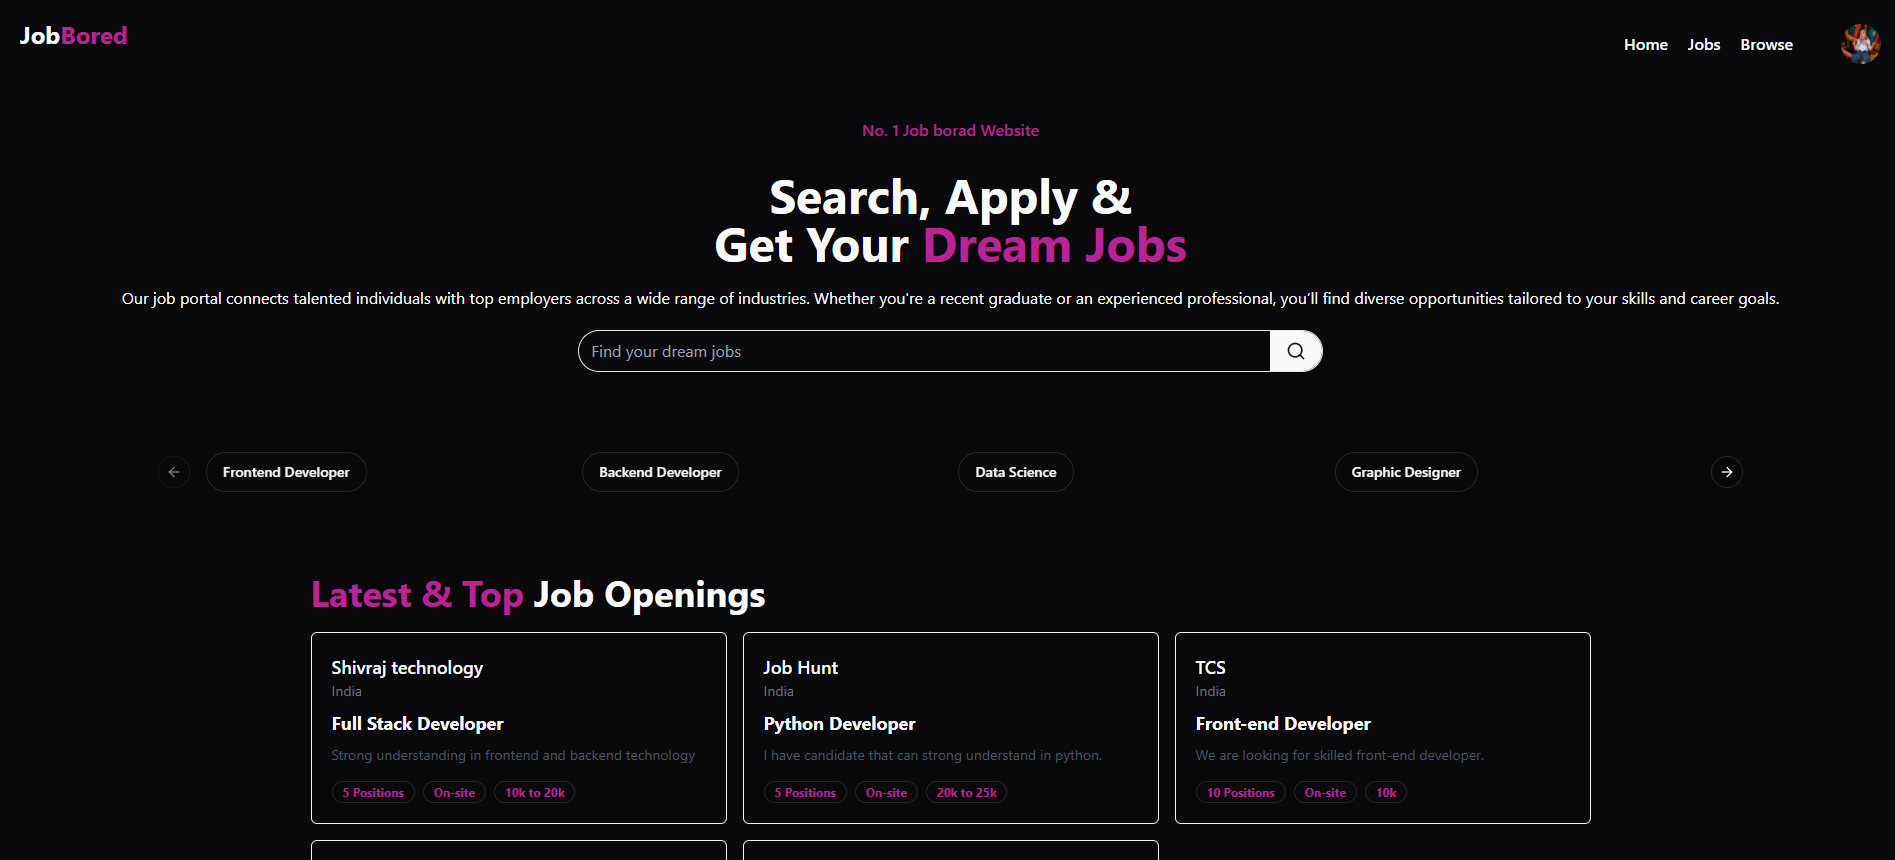 JobBored
Home Jobs Browse
No. 1 Job borad Website
Search, Apply &
Get Your Dream Jobs
Our job portal connects talented individuals with top employers across a wide range of industries. Whether you're a recent graduate or an experienced professional, you’ll find diverse opportunities tailored to your skills and career goals.
Find your dream jobs
Frontend Developer
Backend Developer
Data Science
Graphic Designer
Latest & Top Job Openings
Shivraj technology
India
Full Stack Developer
Strong understanding in frontend and backend technology
5 Positions On-site 10k to 20k
Job Hunt
India
Python Developer
I have candidate that can strong understand in python.
5 Positions On-site 20k to 25k
TCS
India
Front-end Developer
We are looking for skilled front-end developer.
10 Positions On-site 10k